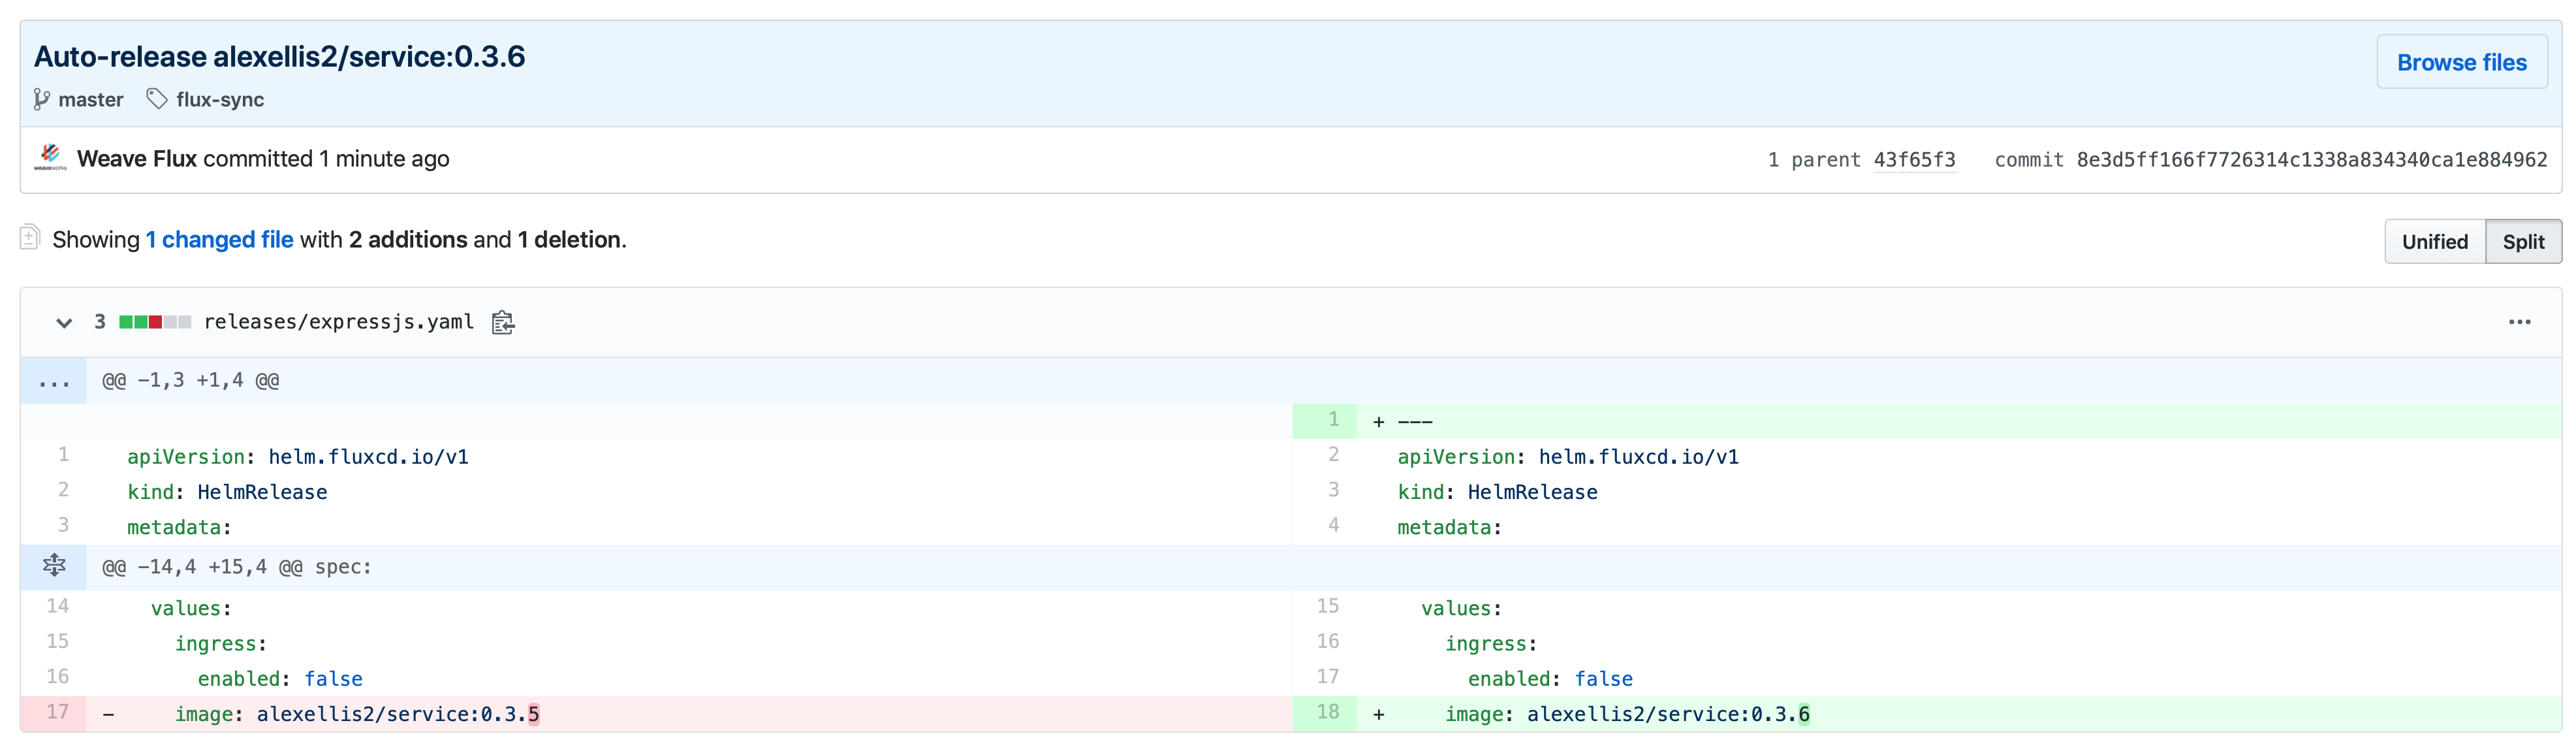 Auto-release alexellis2/service:0.3.6
Browse files
master flux-sync
weaveworks
Weave Flux committed 1 minute ago
1 parent 43f65f3 commit 8e3d5ff166f7726314c1338a834340ca1e884962
Showing 1 changed file with 2 additions and 1 deletion.
Unified Split
3 releases/expressjs.yaml ...
... @@ -1,3 +1,4 @@
1 + ---
1 apiVersion: helm.fluxcd.io/v1 2 apiVersion: helm.fluxcd.io/v1
2 kind: HelmRelease 3 kind: HelmRelease
3 metadata: 4 metadata:
@@ -14,4 +15,4 @@ spec:
14 values: 15 values:
15 ingress: 16 ingress:
16 enabled: false 17 enabled: false
17 - image: alexellis2/service:0.3.5 18 + image: alexellis2/service:0.3.6